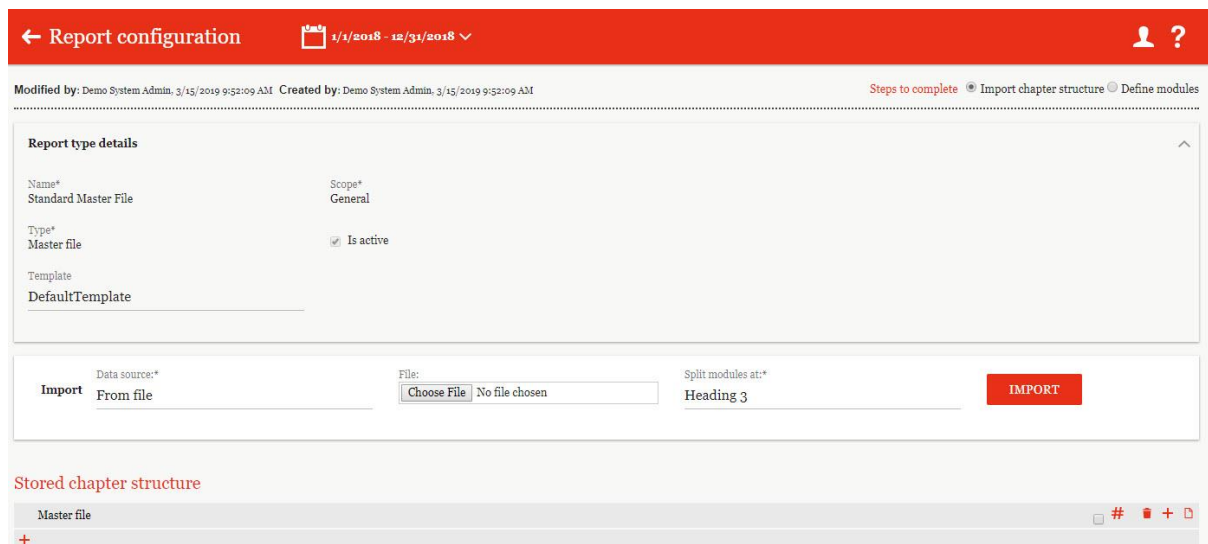 Report configuration 1/1/2018 - 12/31/2018 ?
Modified by: Demo System Admin, 3/15/2019 9:52:09 AM Created by: Demo System Admin, 3/15/2019 9:52:09 AM Steps to complete Import chapter structure Define modules
Report type details
Name* Scope*
Standard Master File General
Type*
Master file Is active
Template
DefaultTemplate
Data source:* File: Split modules at:*
Import From file Choose File No file chosen Heading 3 IMPORT
Stored chapter structure
Master file # +
+